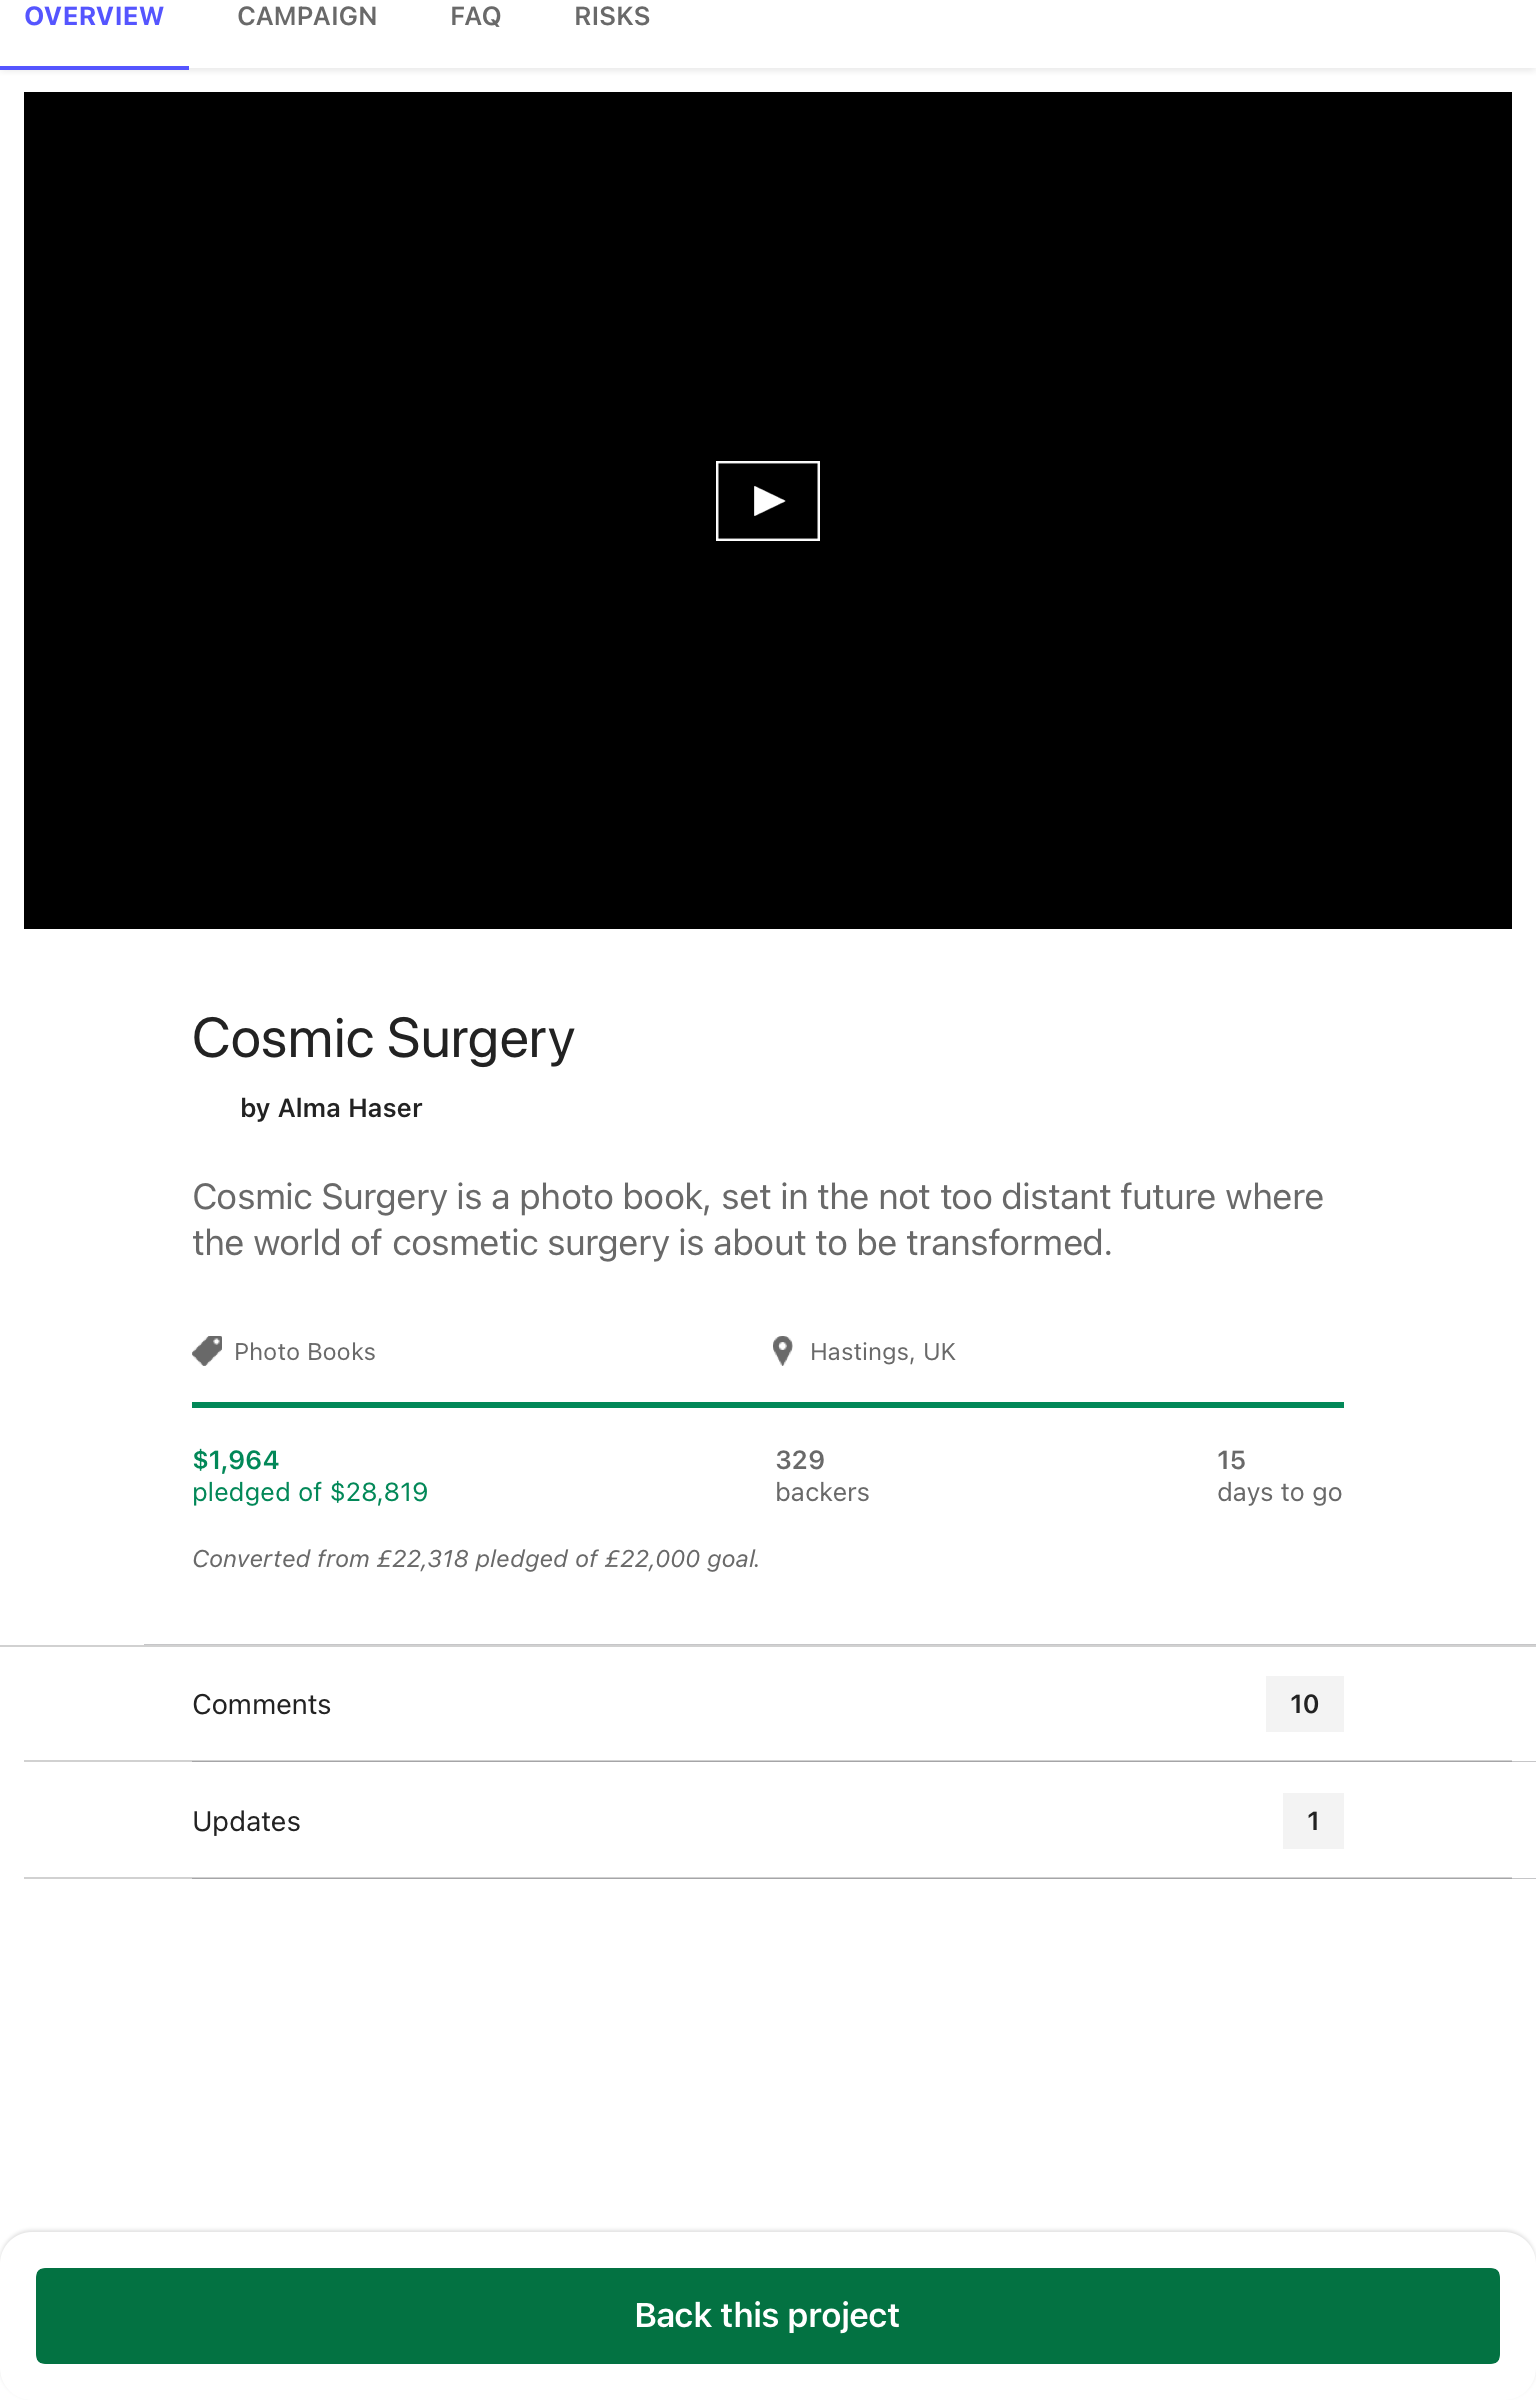 OVERVIEW CAMPAIGN FAQ RISKS
Cosmic Surgery
by Alma Haser
Cosmic Surgery is a photo book, set in the not too distant future where
the world of cosmetic surgery is about to be transformed.
Photo Books Hastings, UK
$1,964 329 15
pledged of $28,819 backers days to go
Converted from £22,318 pledged of £22,000 goal.
Comments 10
Updates 1
Back this project